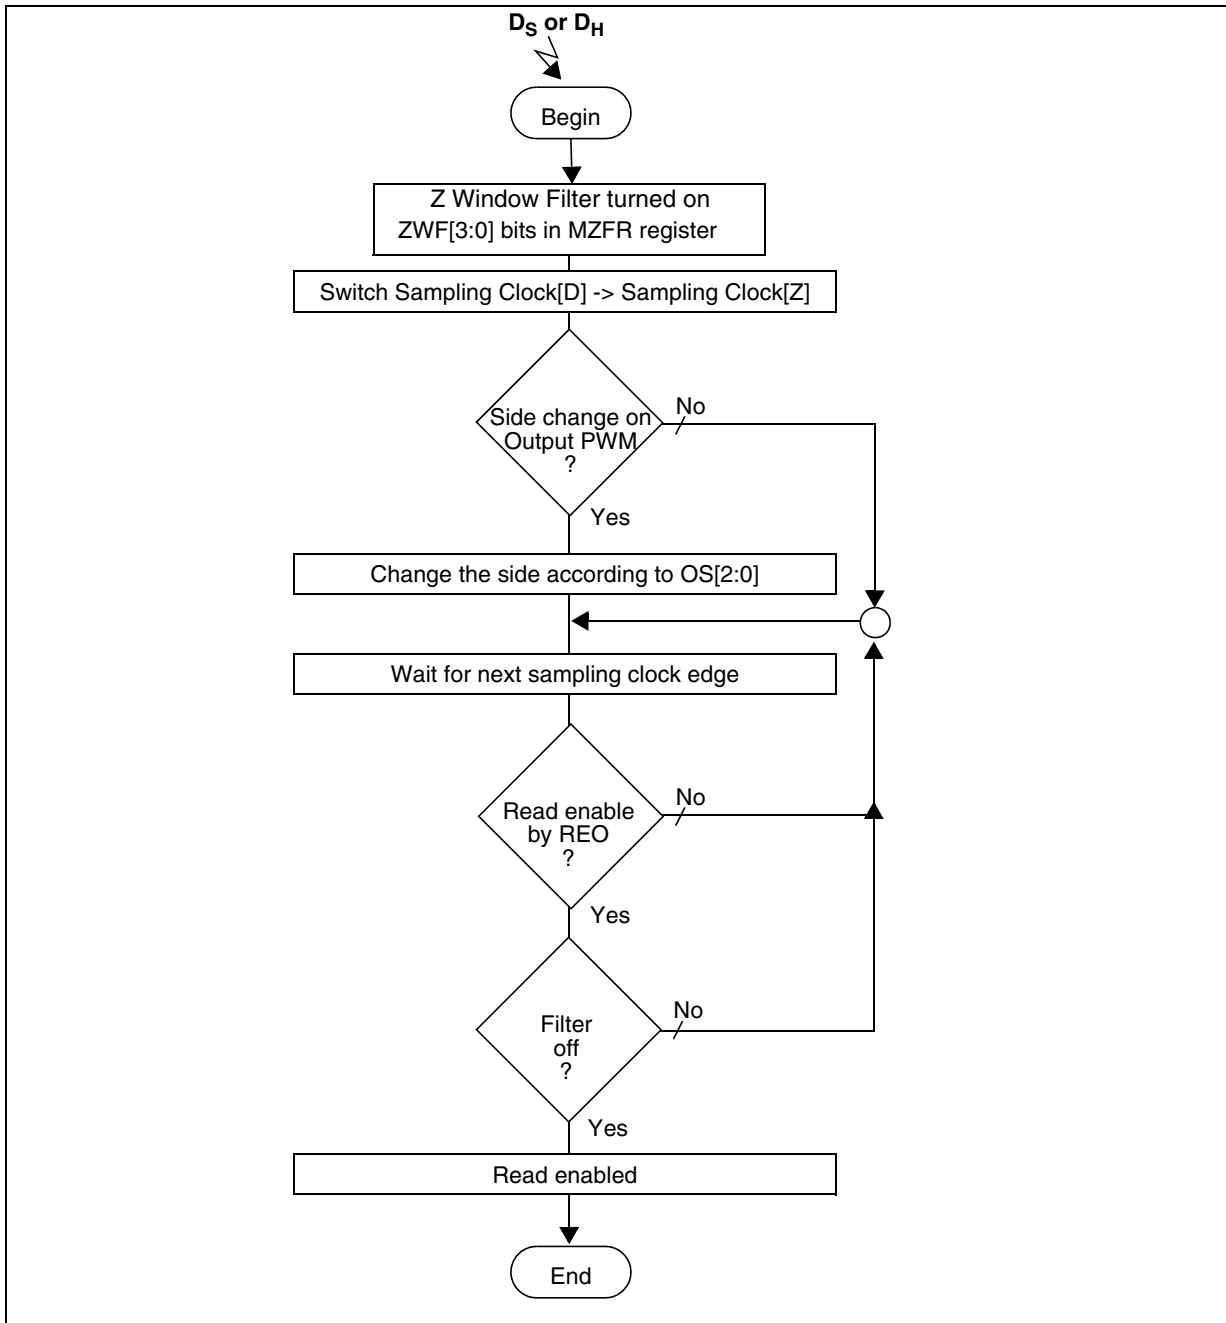 D_S or D_H
Begin
Z Window Filter turned on
ZWF[3:0] bits in MZFR register
Switch Sampling Clock[D] -> Sampling Clock[Z]
Side change on
Output PWM
?
No
Yes
Change the side according to OS[2:0]
Wait for next sampling clock edge
Read enable
by REO
?
No
Yes
Filter
off
?
No
Yes
Read enabled
End